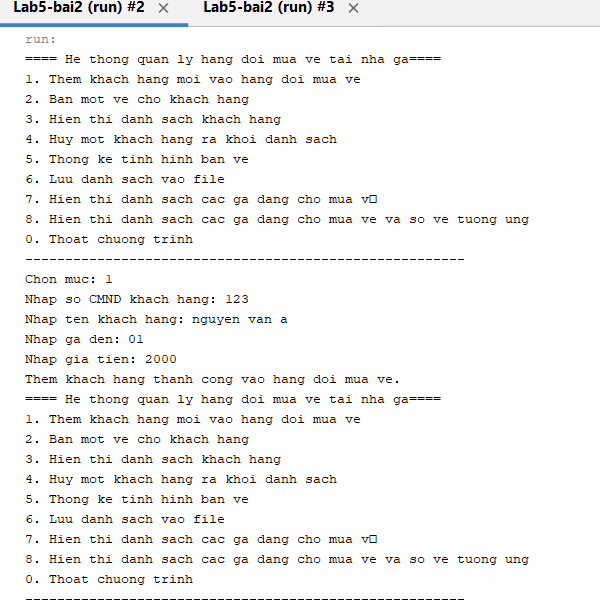 Lab5-bai2 (run) #2 × Lab5-bai2 (run) #3 ×
run:
==== He thong quan ly hang doi mua ve tai nha ga====
1. Them khach hang moi vao hang doi mua ve
2. Ban mot ve cho khach hang
3. Hien thi danh sach khach hang
4. Huy mot khach hang ra khoi danh sach
5. Thong ke tinh hinh ban ve
6. Luu danh sach vao file
7. Hien thi danh sach cac ga dang cho mua v□
8. Hien thi danh sach cac ga dang cho mua ve va so ve tuong ung
0. Thoat chuong trinh
-------------------------------------------------------
Chon muc: 1
Nhap so CMND khach hang: 123
Nhap ten khach hang: nguyen van a
Nhap ga den: 01
Nhap gia tien: 2000
Them khach hang thanh cong vao hang doi mua ve.
==== He thong quan ly hang doi mua ve tai nha ga====
1. Them khach hang moi vao hang doi mua ve
2. Ban mot ve cho khach hang
3. Hien thi danh sach khach hang
4. Huy mot khach hang ra khoi danh sach
5. Thong ke tinh hinh ban ve
6. Luu danh sach vao file
7. Hien thi danh sach cac ga dang cho mua v□
8. Hien thi danh sach cac ga dang cho mua ve va so ve tuong ung
0. Thoat chuong trinh
-------------------------------------------------------